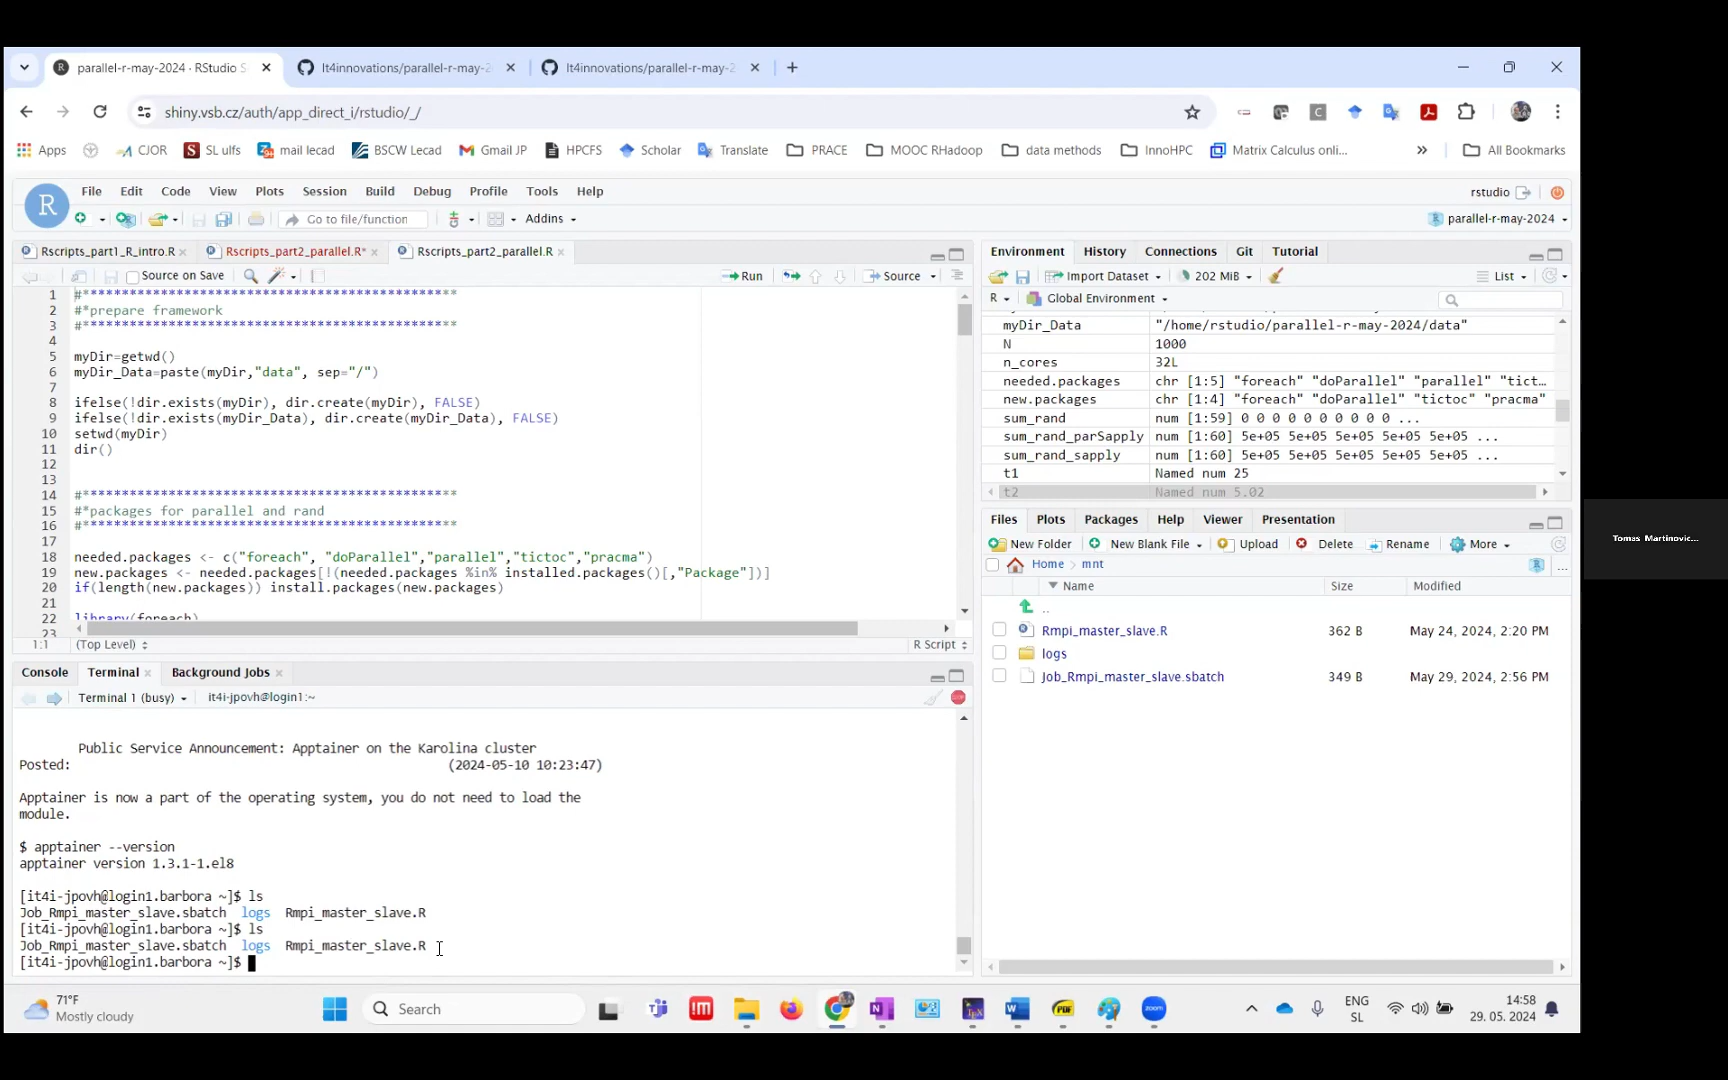 parallel-r-may-2024 · RStudio S
It4innovations/parallel-r-may-2
It4innovations/parallel-r-may-2
shiny.vsb.cz/auth/app_direct_i/rstudio/_/
Apps CJOR SL ulfs mail lecad BSCW Lecad Gmail JP HPCFS Scholar Translate PRACE MOOC RHadoop data methods InnoHPC Matrix Calculus onli... » All Bookmarks
R File Edit Code View Plots Session Build Debug Profile Tools Help rstudio
Go to file/function Addins parallel-r-may-2024
Rscripts_part1_R_intro.R Rscripts_part2_parallel.R* Rscripts_part2_parallel.R
Source on Save Run Source
1 #*********************************************
2 #*prepare framework
3 #*********************************************
4
5 myDir=getwd()
6 myDir_Data=paste(myDir,"data", sep="/")
7
8 ifelse(!dir.exists(myDir), dir.create(myDir), FALSE)
9 ifelse(!dir.exists(myDir_Data), dir.create(myDir_Data), FALSE)
10 setwd(myDir)
11 dir()
12
13
14 #*********************************************
15 #*packages for parallel and rand
16 #*********************************************
17
18 needed.packages <- c("foreach", "doParallel","parallel","tictoc","pracma")
19 new.packages <- needed.packages[!(needed.packages %in% installed.packages()[,"Package"])]
20 if(length(new.packages)) install.packages(new.packages)
21
22 library(foreach)
23
1:1 (Top Level) R Script
Console Terminal Background Jobs
Terminal 1 (busy) it4i-jpovh@login1:~
Public Service Announcement: Apptainer on the Karolina cluster
Posted: (2024-05-10 10:23:47)
Apptainer is now a part of the operating system, you do not need to load the
module.
$ apptainer --version
apptainer version 1.3.1-1.el8
[it4i-jpovh@login1.barbora ~]$ ls
Job_Rmpi_master_slave.sbatch logs Rmpi_master_slave.R
[it4i-jpovh@login1.barbora ~]$ ls
Job_Rmpi_master_slave.sbatch logs Rmpi_master_slave.R
[it4i-jpovh@login1.barbora ~]$
Environment History Connections Git Tutorial
Import Dataset 202 MiB List
R Global Environment
myDir_Data "/home/rstudio/parallel-r-may-2024/data"
N 1000
n_cores 32L
needed.packages chr [1:5] "foreach" "doParallel" "parallel" "tict…
new.packages chr [1:4] "foreach" "doParallel" "tictoc" "pracma"
sum_rand num [1:59] 0 0 0 0 0 0 0 0 0 0 ...
sum_rand_parSapply num [1:60] 5e+05 5e+05 5e+05 5e+05 5e+05 ...
sum_rand_sapply num [1:60] 5e+05 5e+05 5e+05 5e+05 5e+05 ...
t1 Named num 25
t2 Named num 5.02
Files Plots Packages Help Viewer Presentation
New Folder New Blank File Upload Delete Rename More
Home mnt ...
Name Size Modified
..
Rmpi_master_slave.R 362 B May 24, 2024, 2:20 PM
logs
Job_Rmpi_master_slave.sbatch 349 B May 29, 2024, 2:56 PM
Tomas Martinovic...
71°F
Mostly cloudy
Search
ENG
SL
14:58
29. 05. 2024